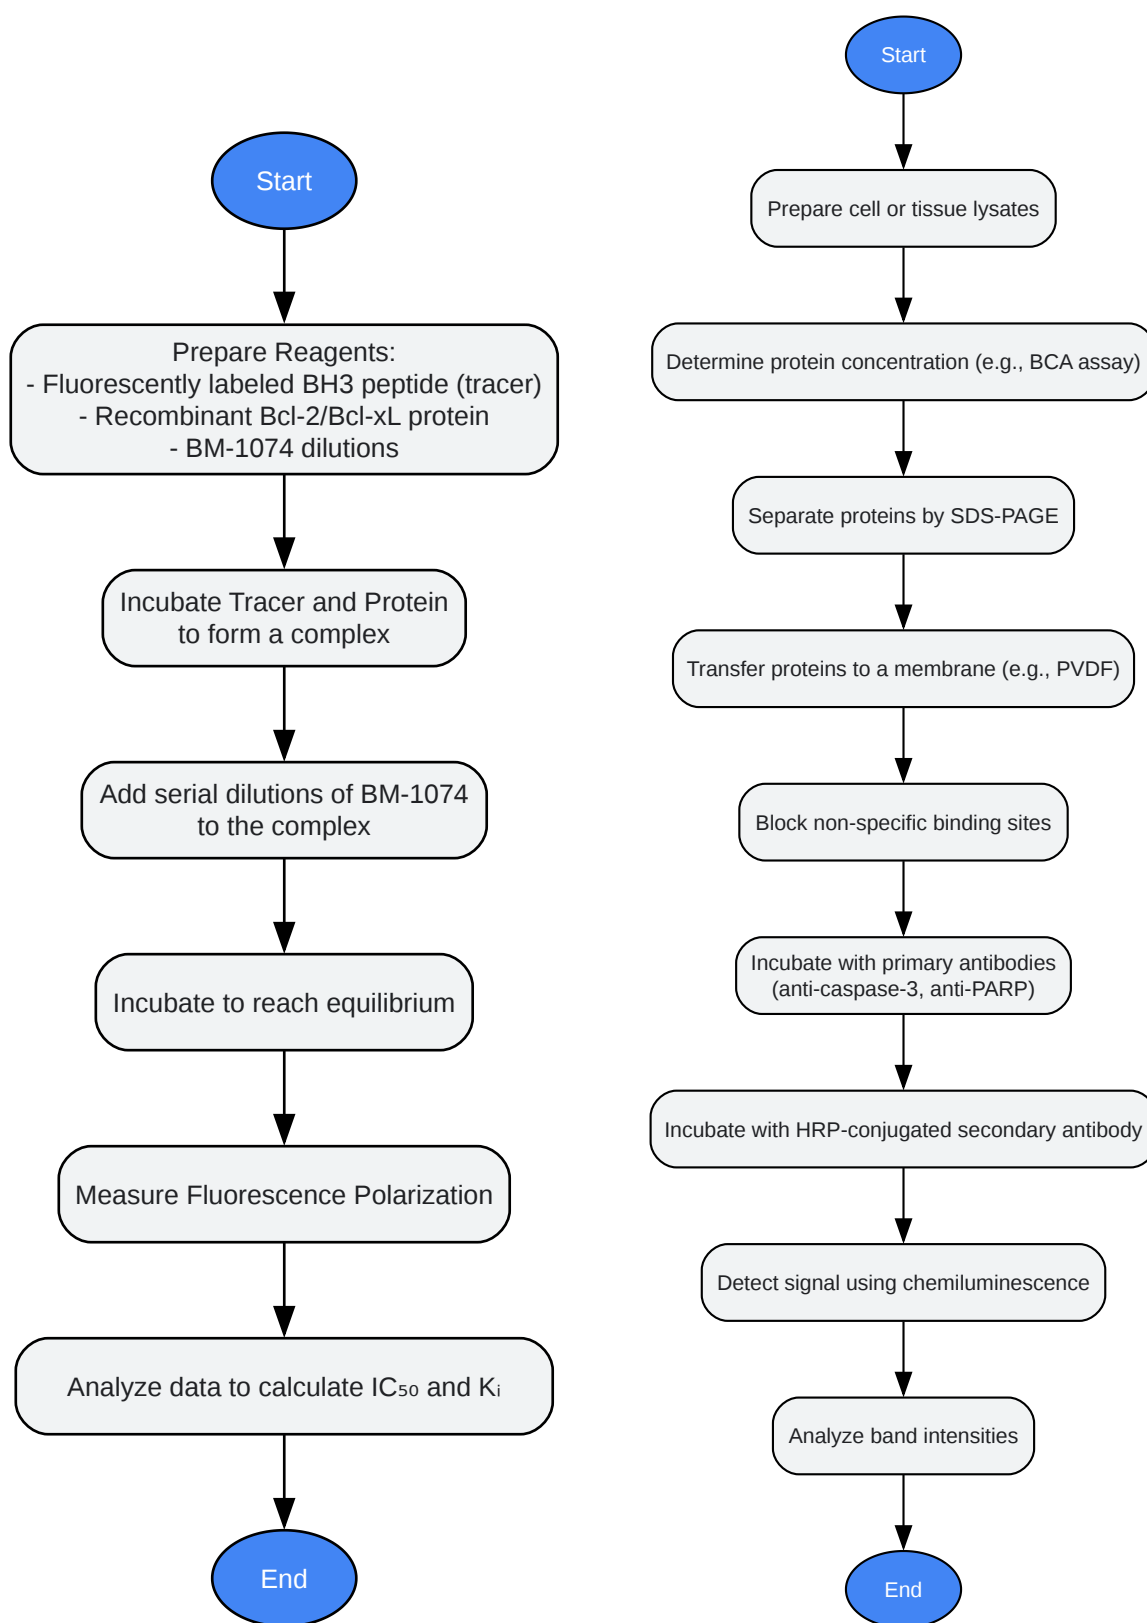 Start
Prepare Reagents:
- Fluorescently labeled BH3 peptide (tracer)
- Recombinant Bcl-2/Bcl-xL protein
- BM-1074 dilutions
Incubate Tracer and Protein
to form a complex
Add serial dilutions of BM-1074
to the complex
Incubate to reach equilibrium
Measure Fluorescence Polarization
Analyze data to calculate IC₅₀ and Kᵢ
End
Start
Prepare cell or tissue lysates
Determine protein concentration (e.g., BCA assay)
Separate proteins by SDS-PAGE
Transfer proteins to a membrane (e.g., PVDF)
Block non-specific binding sites
Incubate with primary antibodies
(anti-caspase-3, anti-PARP)
Incubate with HRP-conjugated secondary antibody
Detect signal using chemiluminescence
Analyze band intensities
End